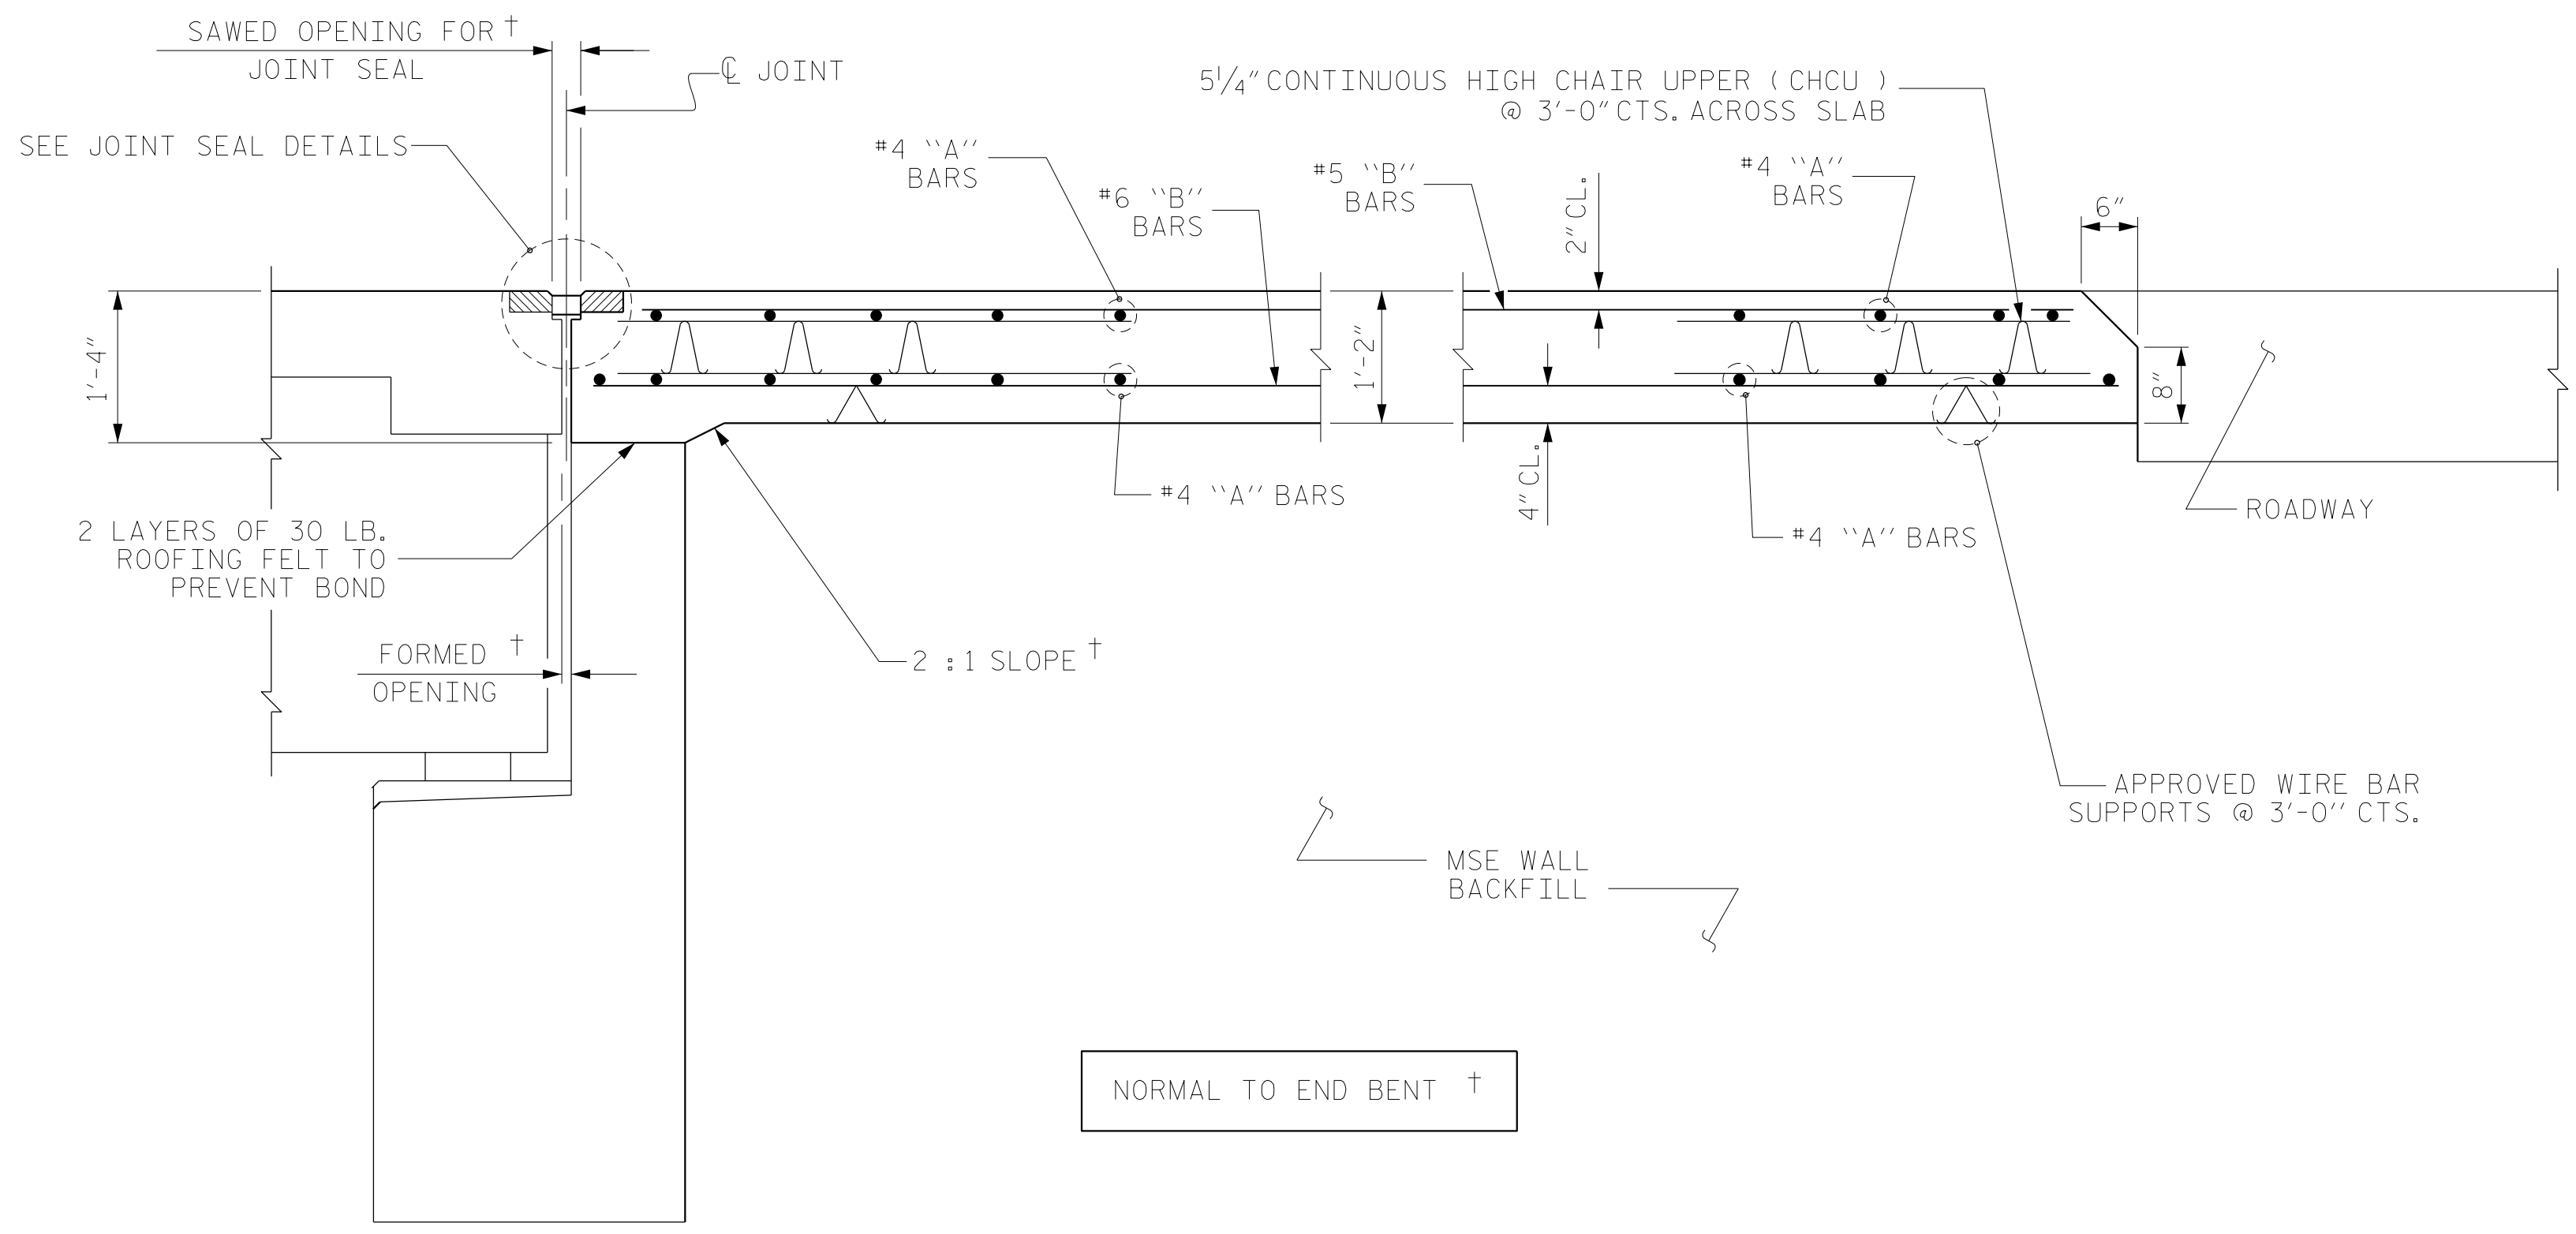 SAWED OPENING FOR †
JOINT SEAL
℄ JOINT
SEE JOINT SEAL DETAILS
5 1/4" CONTINUOUS HIGH CHAIR UPPER ( CHCU )
@ 3'-0" CTS. ACROSS SLAB
#4 "A"
BARS
#6 "B"
BARS
#5 "B"
BARS
2" CL.
#4 "A"
BARS
6"
1'-4"
1'-2"
8"
4" CL.
#4 "A" BARS
#4 "A" BARS
ROADWAY
2 LAYERS OF 30 LB.
ROOFING FELT TO
PREVENT BOND
FORMED †
OPENING
2 : 1 SLOPE †
APPROVED WIRE BAR
SUPPORTS @ 3'-0" CTS.
MSE WALL
BACKFILL
NORMAL TO END BENT †